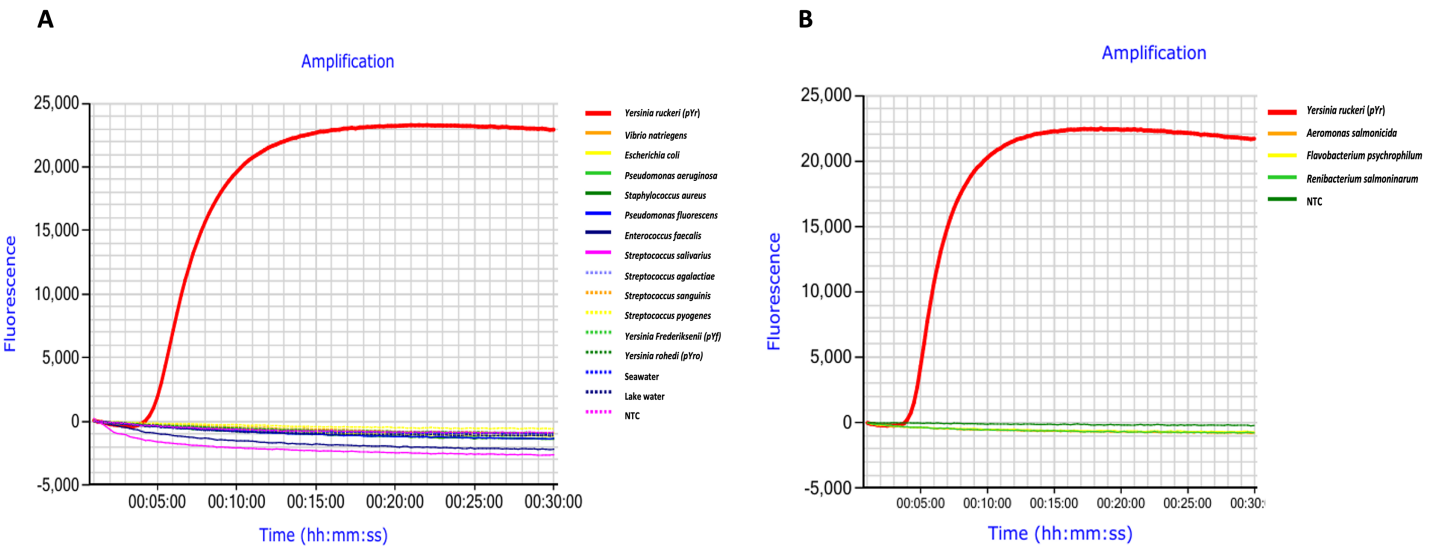 A
Amplification
25,000
20,000
15,000
10,000
5,000
0
-5,000
Fluorescence
00:05:00 00:10:00 00:15:00 00:20:00 00:25:00 00:30:00
Time (hh:mm:ss)
Yersinia ruckeri (pYr)
Vibrio natriegens
Escherichia coli
Pseudomonas aeruginosa
Staphylococcus aureus
Pseudomonas fluorescens
Enterococcus faecalis
Streptococcus salivarius
Streptococcus agalactiae
Streptococcus sanguinis
Streptococcus pyogenes
Yersinia Frederiksenii (pYf)
Yersinia rohedi (pYro)
Seawater
Lake water
NTC
B
Amplification
25,000
20,000
15,000
10,000
5,000
0
-5,000
Fluorescence
00:05:00 00:10:00 00:15:00 00:20:00 00:25:00 00:30:
Time (hh:mm:ss)
Yersinia ruckeri (pYr)
Aeromonas salmonicida
Flavobacterium psychrophilum
Renibacterium salmoninarum
NTC